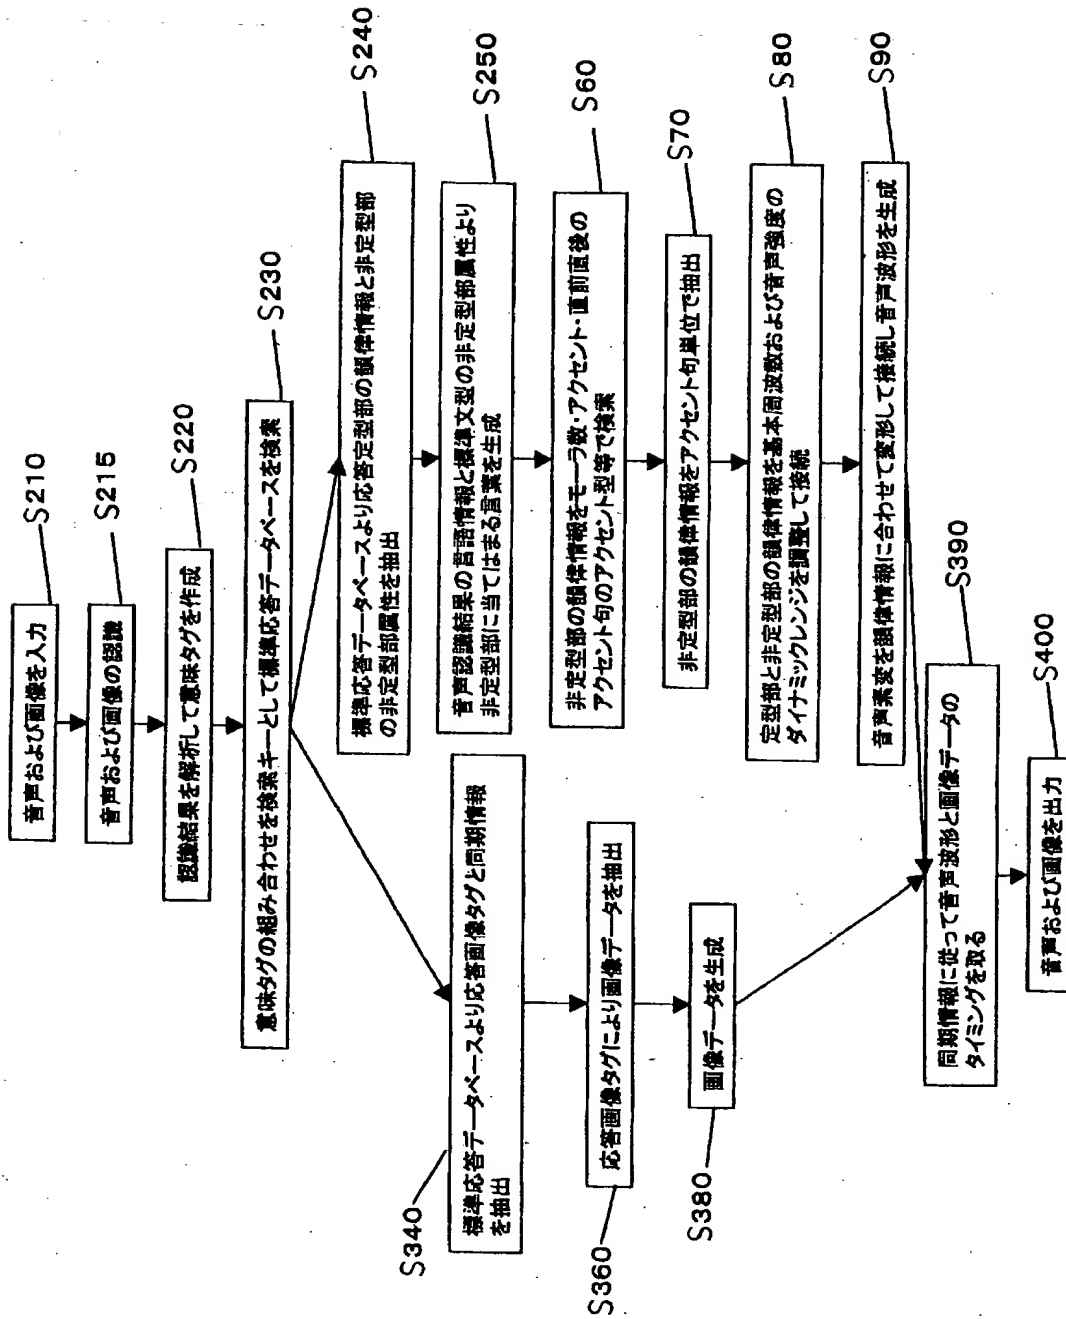 音声および画像を入力
S210
音声および画像の認識
S215
認識結果を解析して意味タグを作成
S220
意味タグの組み合わせを検索キーとして標準応答データベースを検索
S230
標準応答データベースより応答定型部の韻律情報と非定型部
の非定型部属性を抽出
S240
音声認識結果の言語情報と標準文型の非定型部属性より
非定型部に当てはまる言葉を生成
S250
非定型部の韻律情報をモーラ数・アクセント・直前直後の
アクセント句のアクセント型等で検索
S60
非定型部の韻律情報をアクセント句単位で抽出
S70
定型部と非定型部の韻律情報を基本周波数および音声強度の
ダイナミックレンジを調整して接続
S80
音声素変を韻律情報に合わせて変形して接続し音声波形を生成
S90
標準応答データベースより応答画像タグと同期情報
を抽出
S340
応答画像タグにより画像データを抽出
S360
画像データを生成
S380
同期情報に従って音声波形と画像データの
タイミングを取る
S390
音声および画像を出力
S400